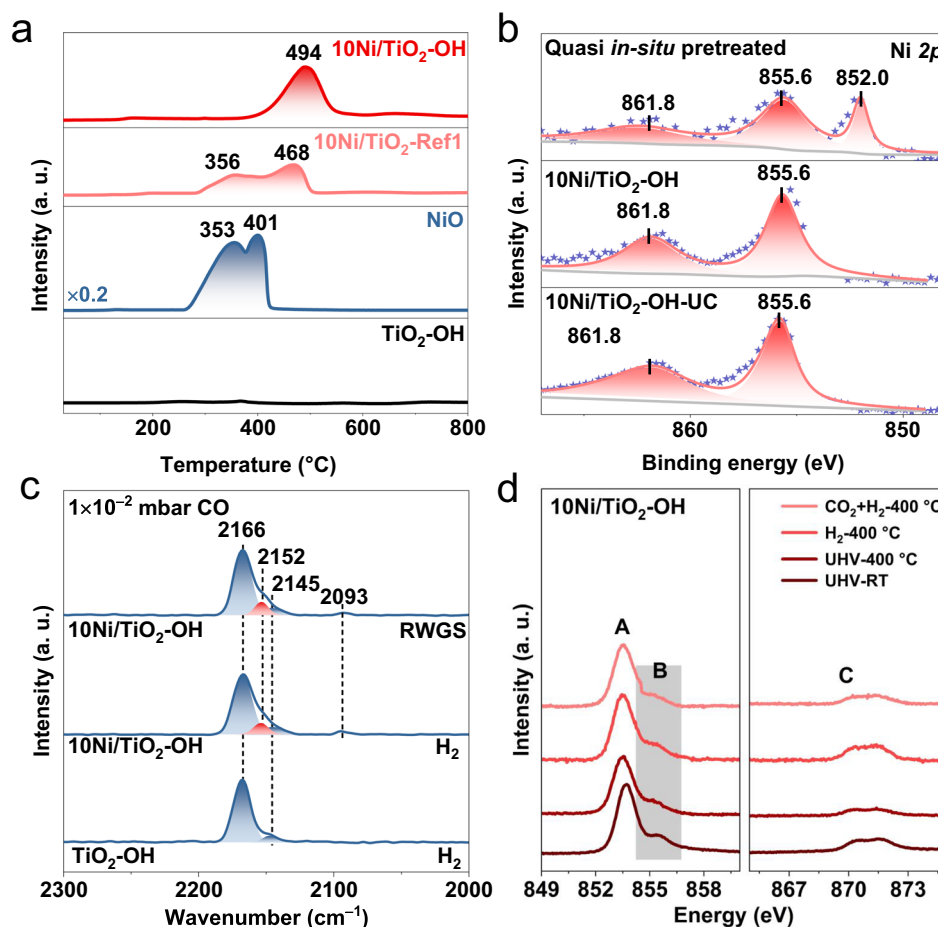 a
10Ni/TiO₂-OH
494
10Ni/TiO₂-Ref1
356
468
NiO
353
401
×0.2
TiO₂-OH
Intensity (a. u.)
200
400
600
800
Temperature (°C)
b
Quasi in-situ pretreated
Ni 2p
861.8
855.6
852.0
10Ni/TiO₂-OH
861.8
855.6
10Ni/TiO₂-OH-UC
861.8
855.6
Intensity (a. u.)
860
850
Binding energy (eV)
c
1×10⁻² mbar CO
2166
2152
2145
2093
10Ni/TiO₂-OH
RWGS
10Ni/TiO₂-OH
H₂
TiO₂-OH
H₂
Intensity (a. u.)
2300
2200
2100
2000
Wavenumber (cm⁻¹)
d
10Ni/TiO₂-OH
CO₂+H₂-400 °C
H₂-400 °C
UHV-400 °C
UHV-RT
A
B
C
Intensity (a. u.)
849
852
855
858
867
870
873
Energy (eV)